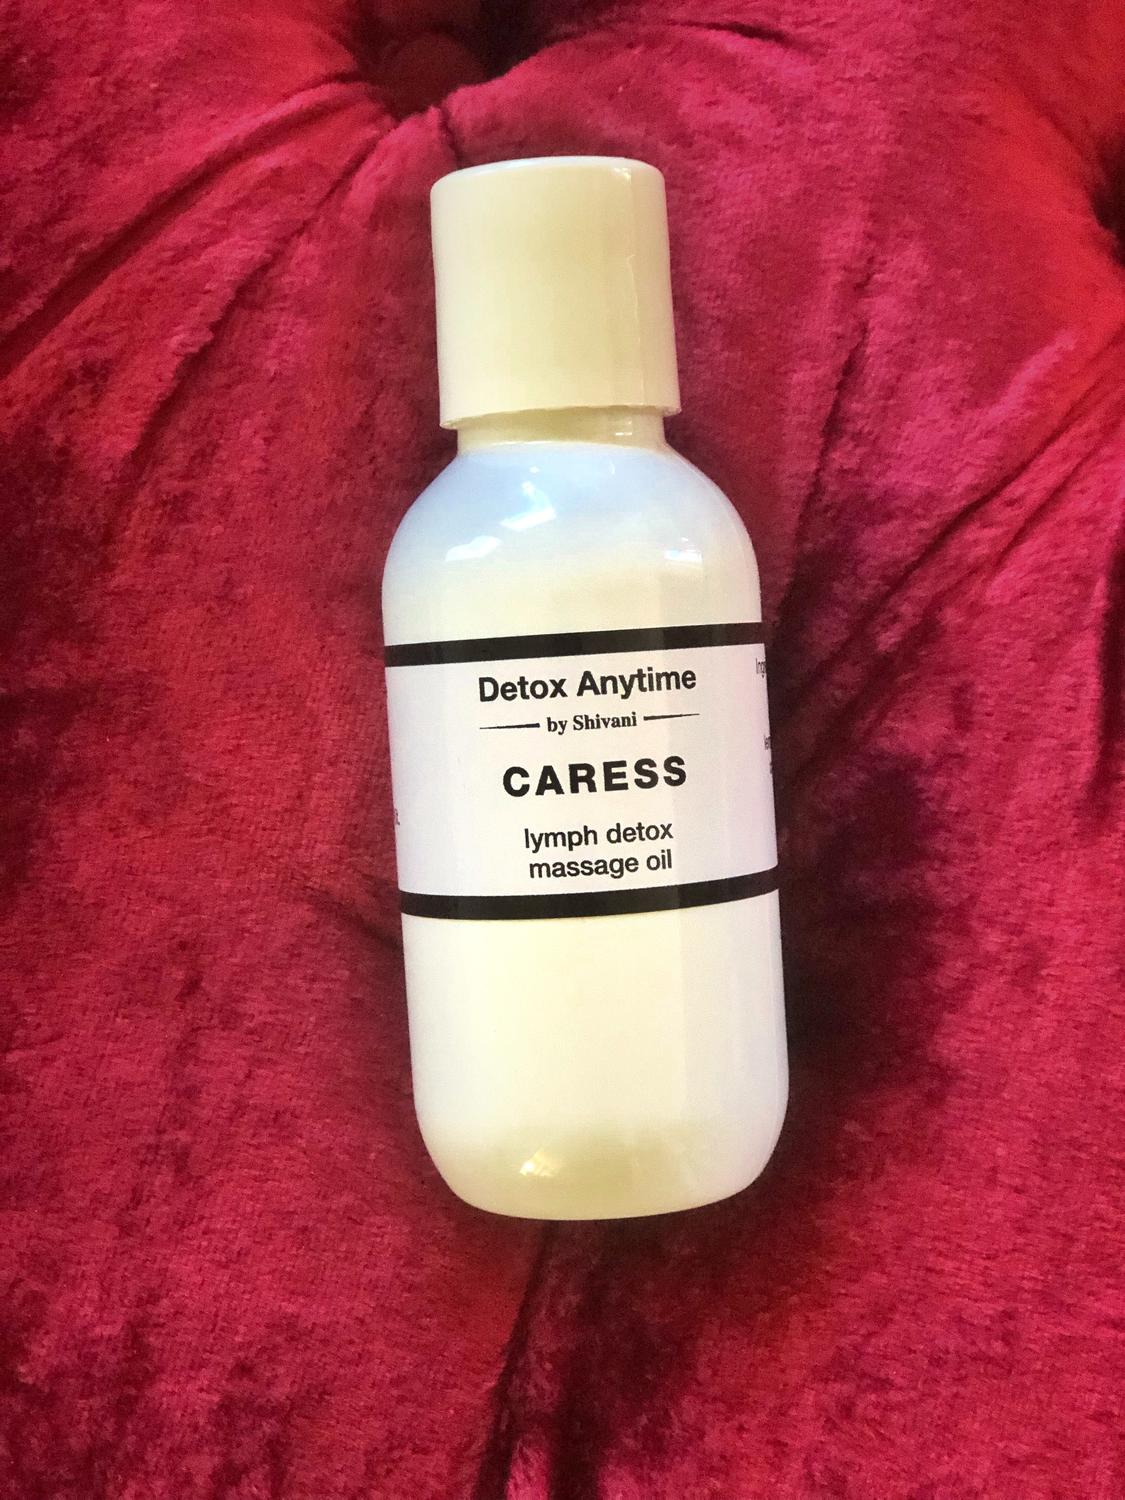 Detox Anytime
by Shivani
CARESS
lymph detox
massage oil